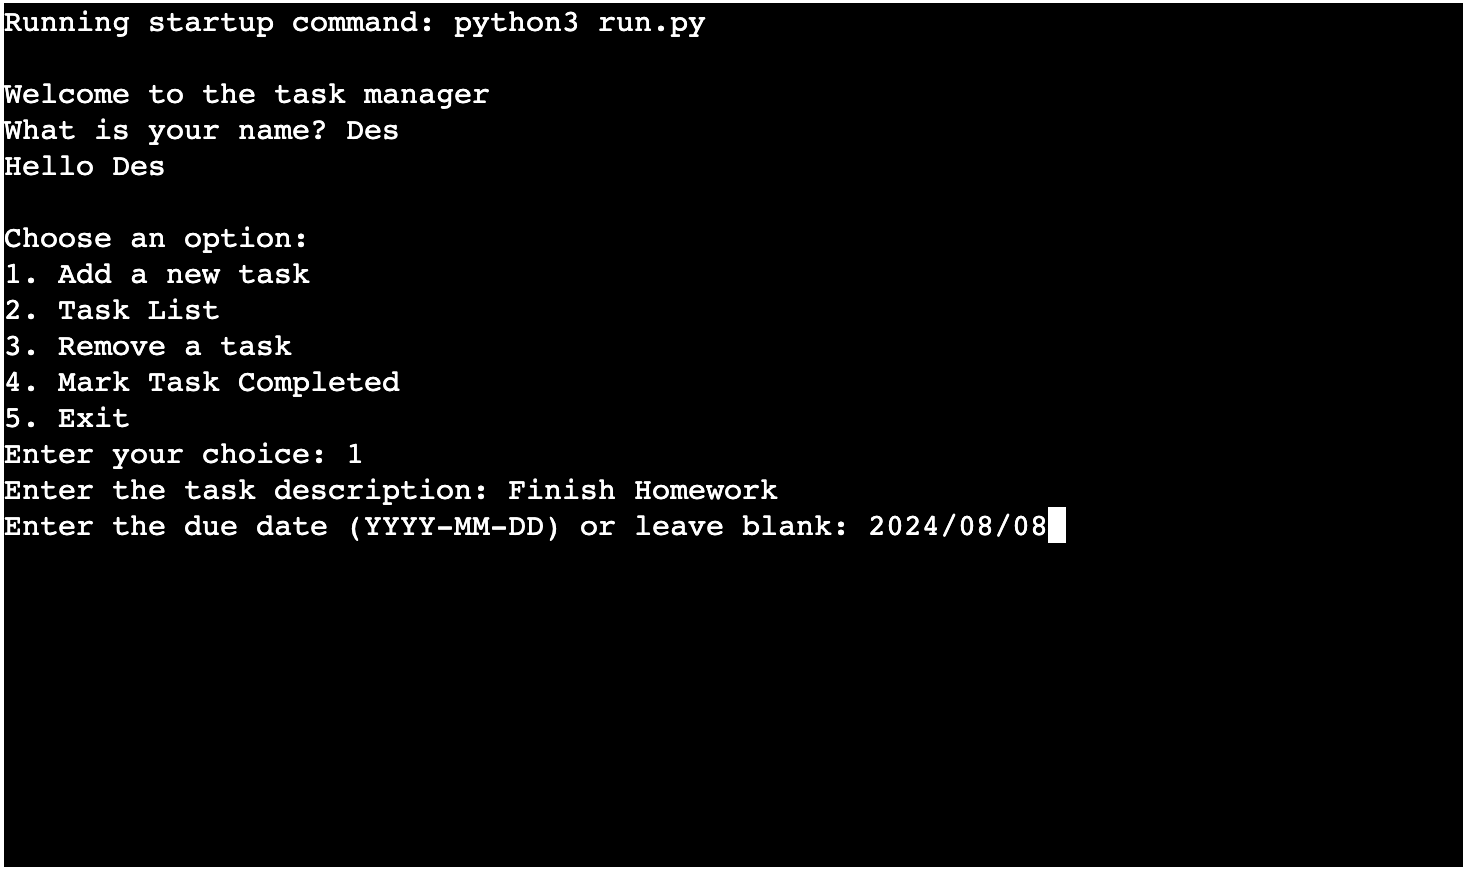 Running startup command: python3 run.py
Welcome to the task manager
What is your name? Des
Hello Des
Choose an option:
1. Add a new task
2. Task List
3. Remove a task
4. Mark Task Completed
5. Exit
Enter your choice: 1
Enter the task description: Finish Homework
Enter the due date (YYYY-MM-DD) or leave blank: 2024/08/08